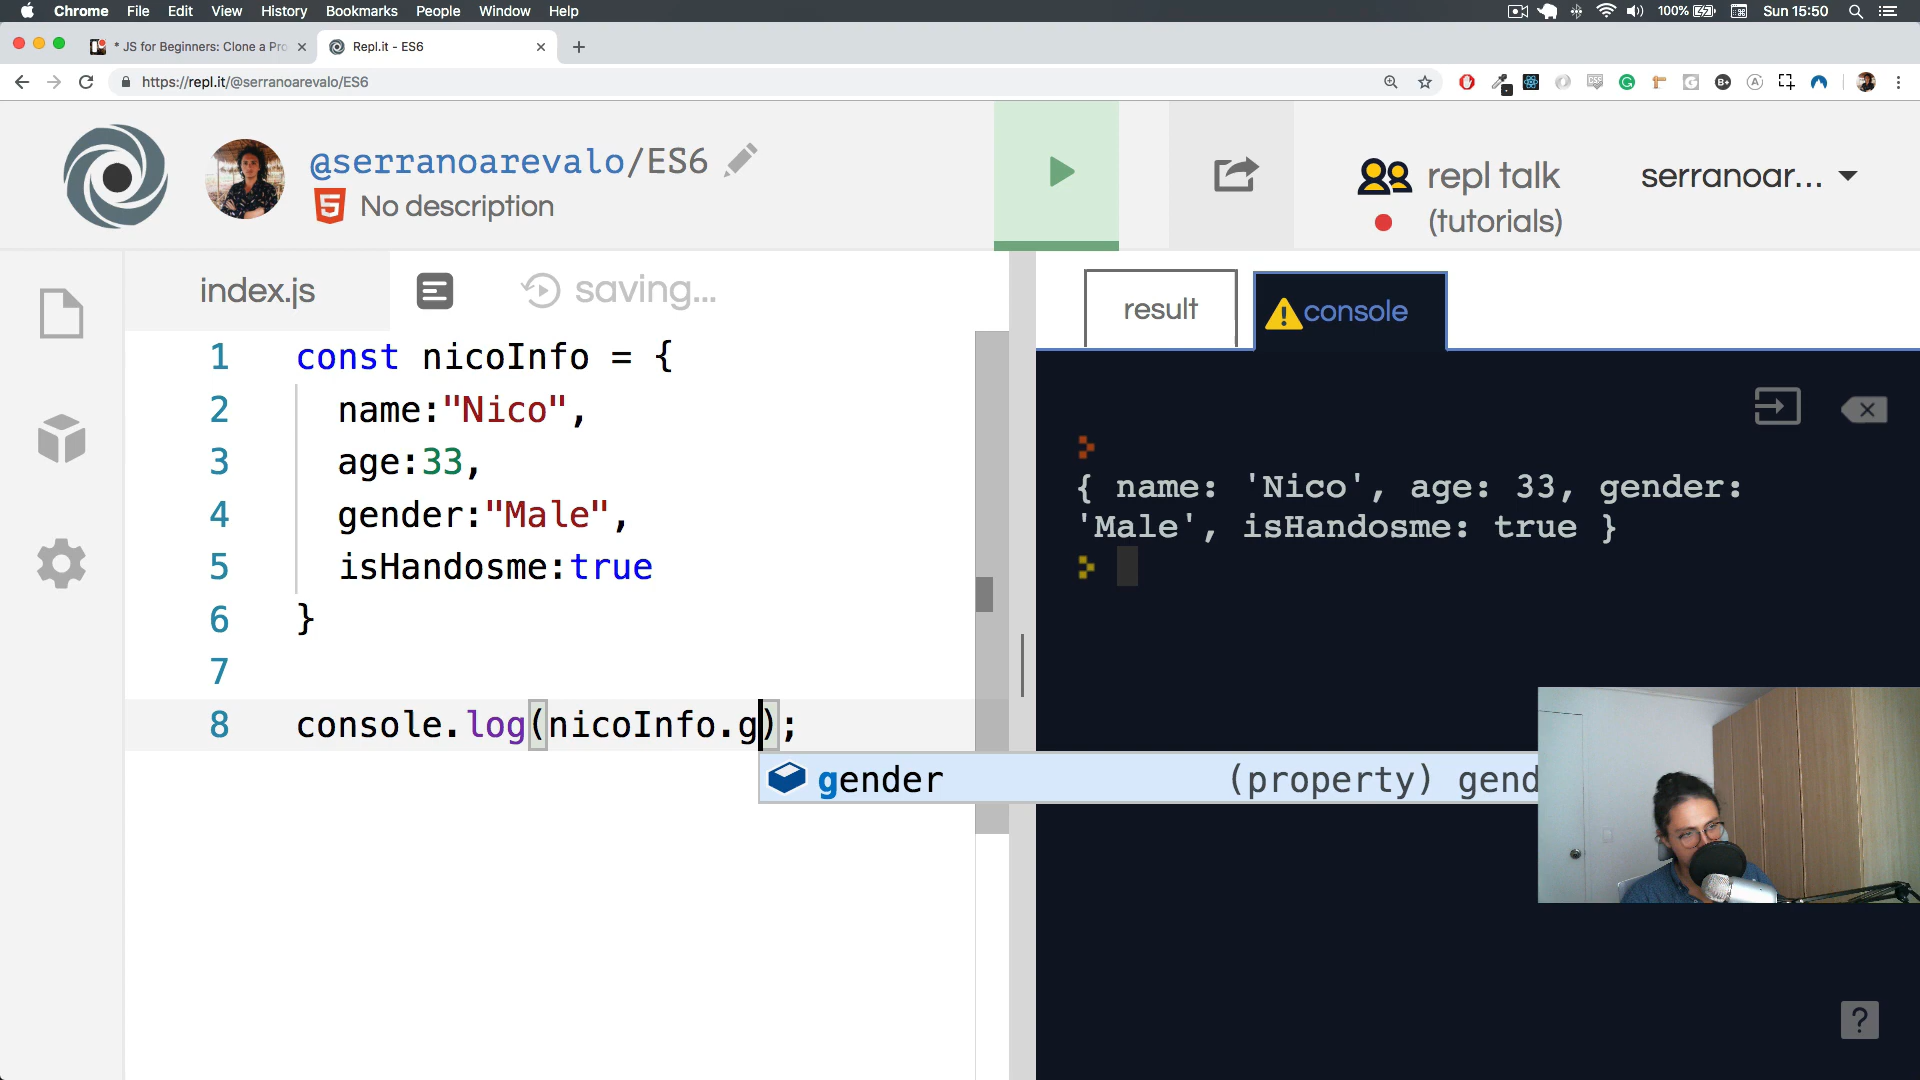 Chrome File Edit View History Bookmarks People Window Help 100% Sun 15:50
* JS for Beginners: Clone a Pro Repl.it - ES6
https://repl.it/@serranoarevalo/ES6
@serranoarevalo/ES6
No description
repl talk
(tutorials)
serranoar...
index.js
saving...
result
console
1 const nicoInfo = {
2 name:"Nico",
3 age:33,
4 gender:"Male",
5 isHandosme:true
6 }
7
8 console.log(nicoInfo.g);
gender (property) gend
{ name: 'Nico', age: 33, gender:
'Male', isHandosme: true }
?